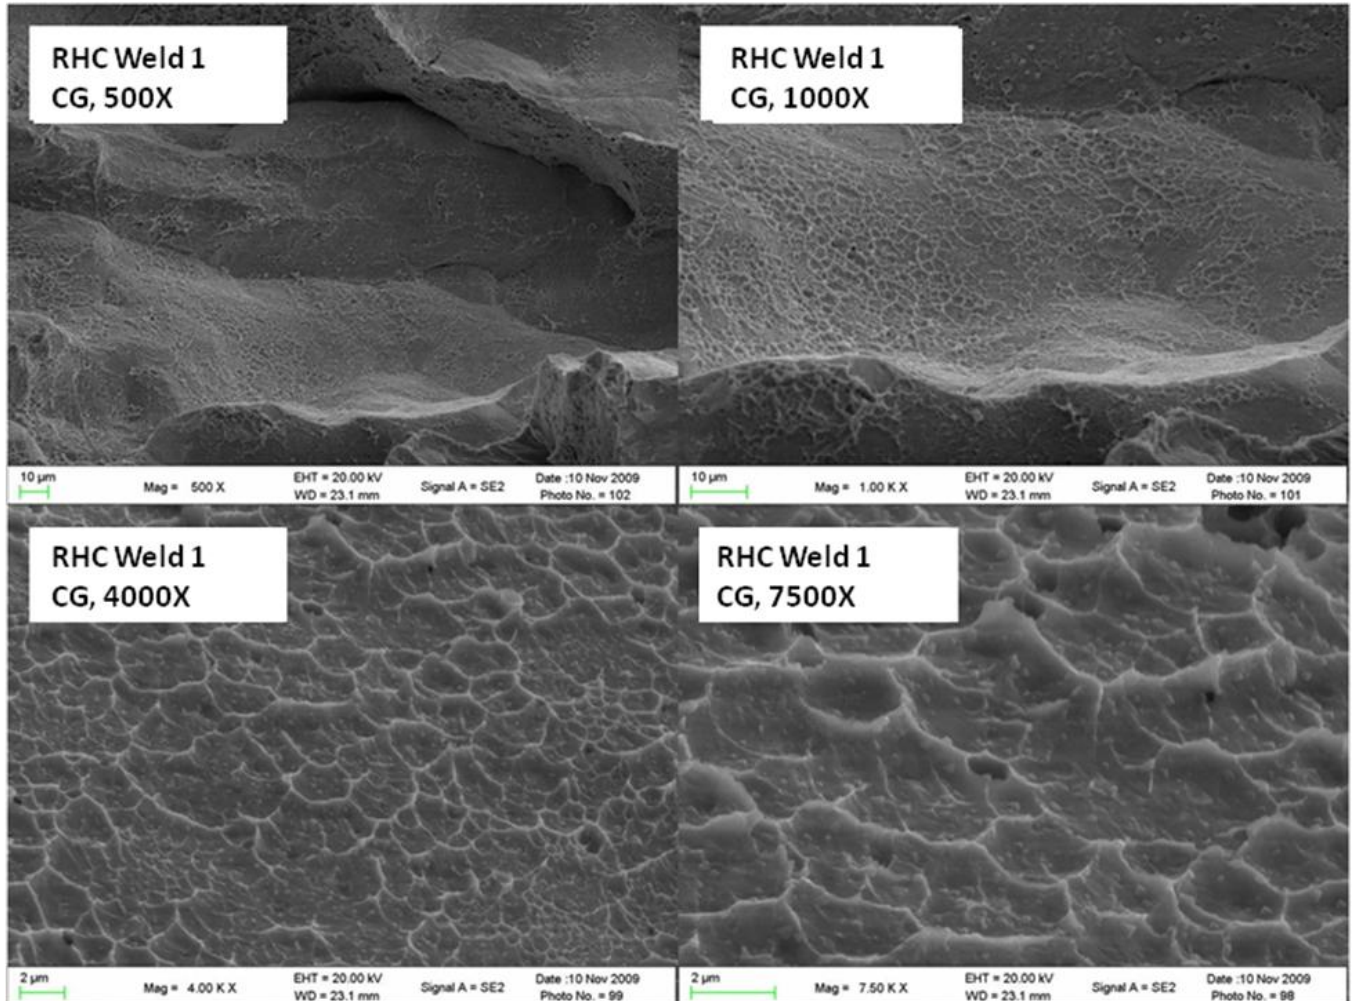 RHC Weld 1
CG, 500X
10 µm
Mag = 500 X
EHT = 20.00 kV
WD = 23.1 mm
Signal A = SE2
Date :10 Nov 2009
Photo No. = 102
RHC Weld 1
CG, 1000X
10 µm
Mag = 1.00 K X
EHT = 20.00 kV
WD = 23.1 mm
Signal A = SE2
Date :10 Nov 2009
Photo No. = 101
RHC Weld 1
CG, 4000X
2 µm
Mag = 4.00 K X
EHT = 20.00 kV
WD = 23.1 mm
Signal A = SE2
Date :10 Nov 2009
Photo No. = 99
RHC Weld 1
CG, 7500X
2 µm
Mag = 7.50 K X
EHT = 20.00 kV
WD = 23.1 mm
Signal A = SE2
Date :10 Nov 2009
Photo No. = 98